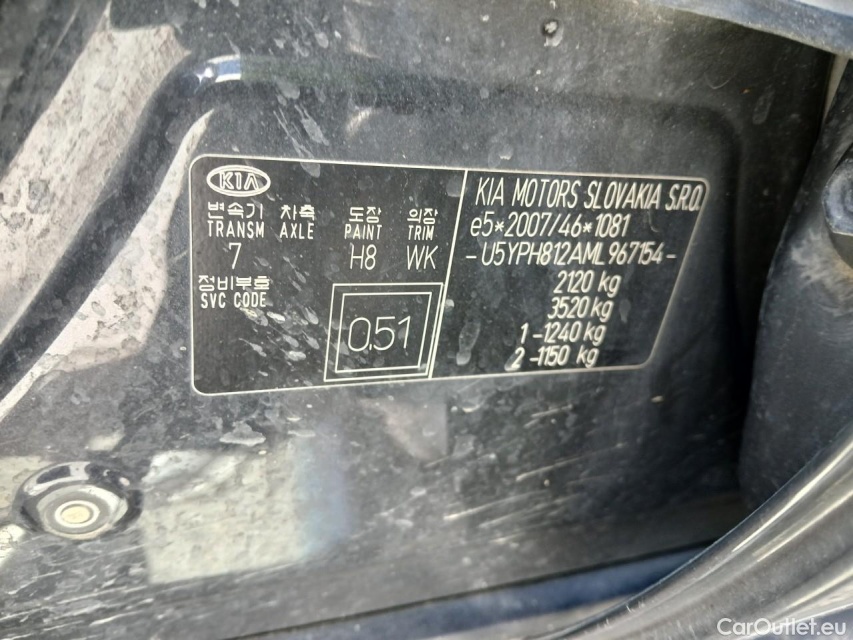 KIA
변속기 차축 도장 의장
TRANSM AXLE PAINT TRIM
7 H8 WK
정비부호
SVC CODE
0.51
KIA MOTORS SLOVAKIA S.R.O.
e5*2007/46*1081
-U5YPH812AML967154-
2120 kg
3520 kg
1-1240 kg
2-1150 kg
CarOutlet.eu